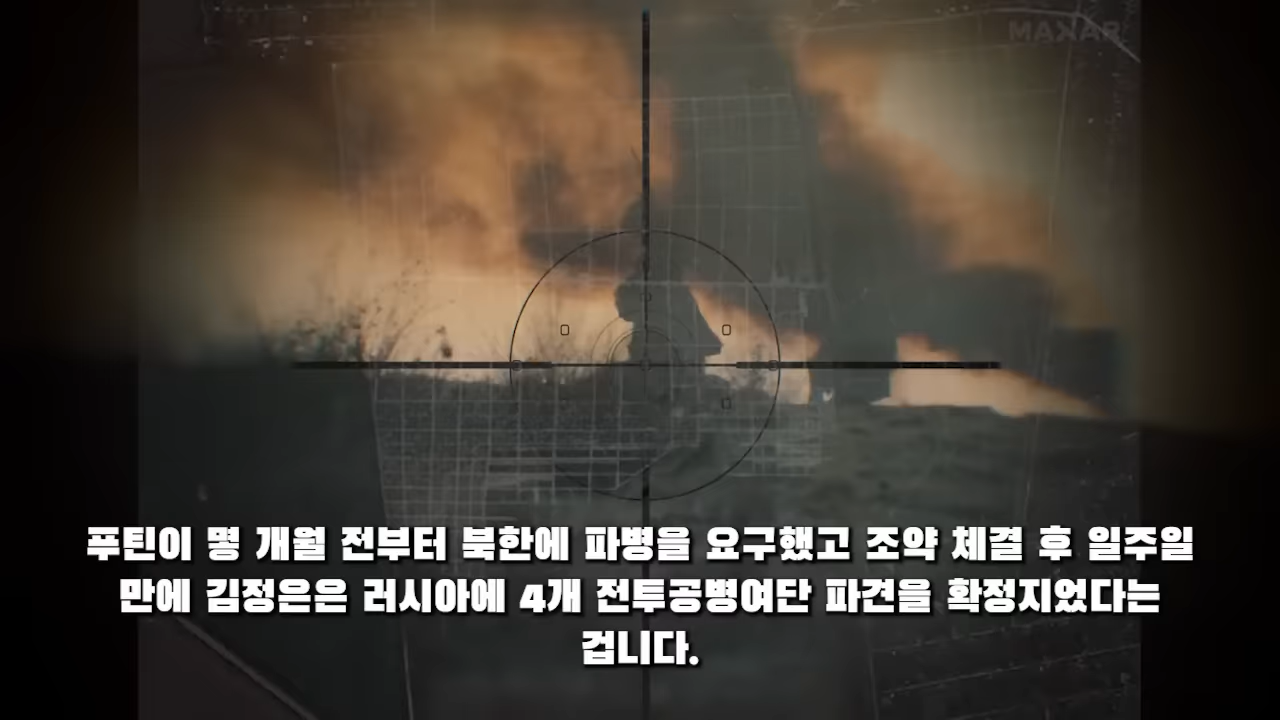 MAXAR
푸틴이 명 개월 전부터 북한에 파병을 요구했고 조약 체결 후 일주일
만에 김정은은 러시아에 4개 전투공병여단 파견을 확정지었다는
겁니다.